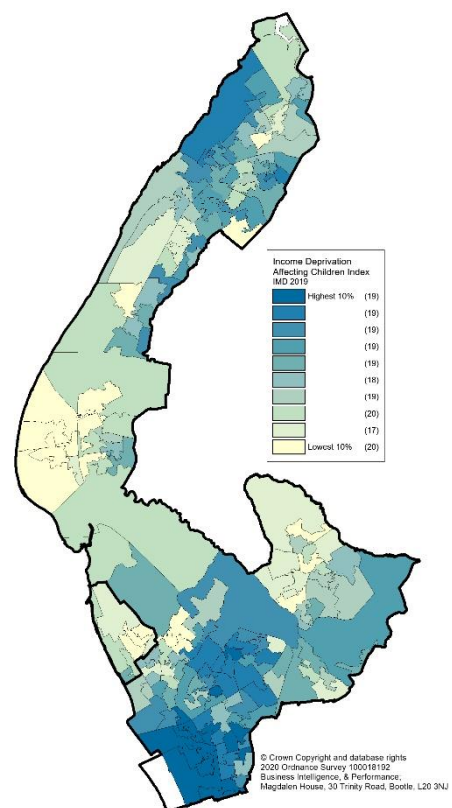 Income Deprivation
Affecting Children Index
IMD 2019
Highest 10% (19)
(19)
(19)
(19)
(19)
(18)
(19)
(20)
(17)
Lowest 10% (20)
© Crown Copyright and database rights
2020 Ordnance Survey 100018192
Business Intelligence, & Performance;
Magdalen House, 30 Trinity Road, Bootle, L20 3NJ